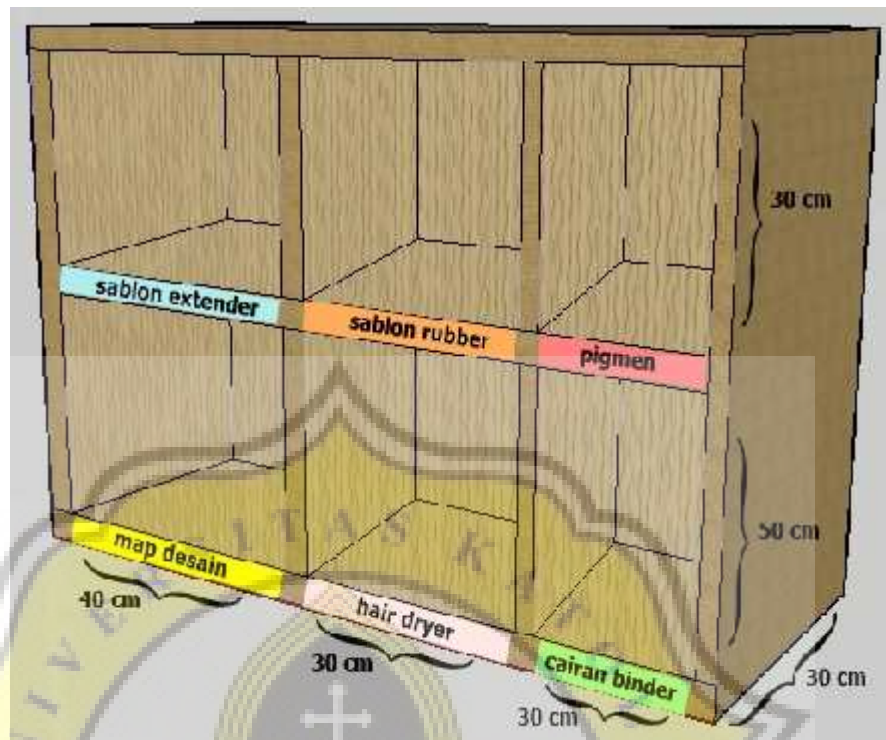 30 cm
sablon extender
sablon rubber
pigmen
50 cm
map desain
hair dryer
cairan binder
40 cm
30 cm
30 cm
30 cm